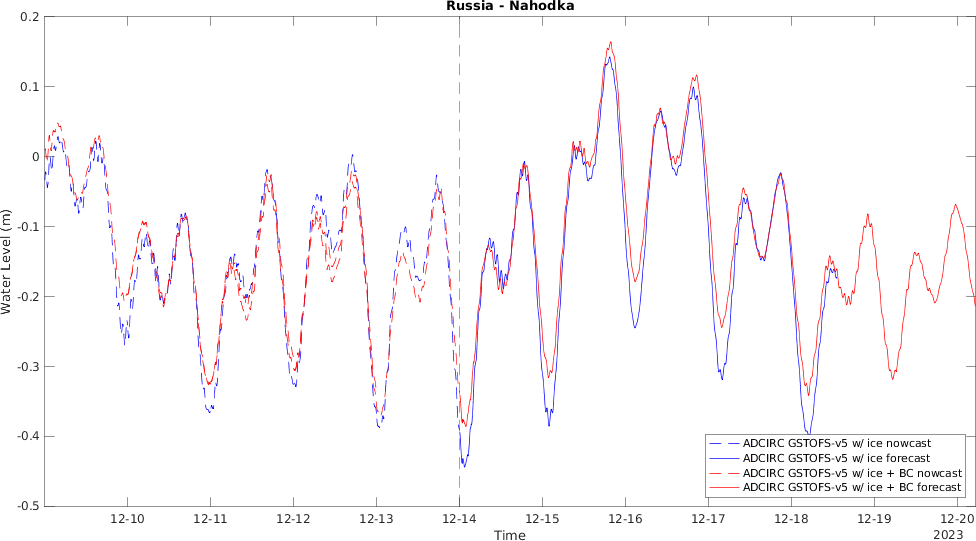 Russia - Nahodka
0.2
0.1
0
-0.1
-0.2
-0.3
-0.4
-0.5
Water Level (m)
12-10 12-11 12-12 12-13 12-14 12-15 12-16 12-17 12-18 12-19 12-20
Time
2023
ADCIRC GSTOFS-v5 w/ ice nowcast
ADCIRC GSTOFS-v5 w/ ice forecast
ADCIRC GSTOFS-v5 w/ ice + BC nowcast
ADCIRC GSTOFS-v5 w/ ice + BC forecast